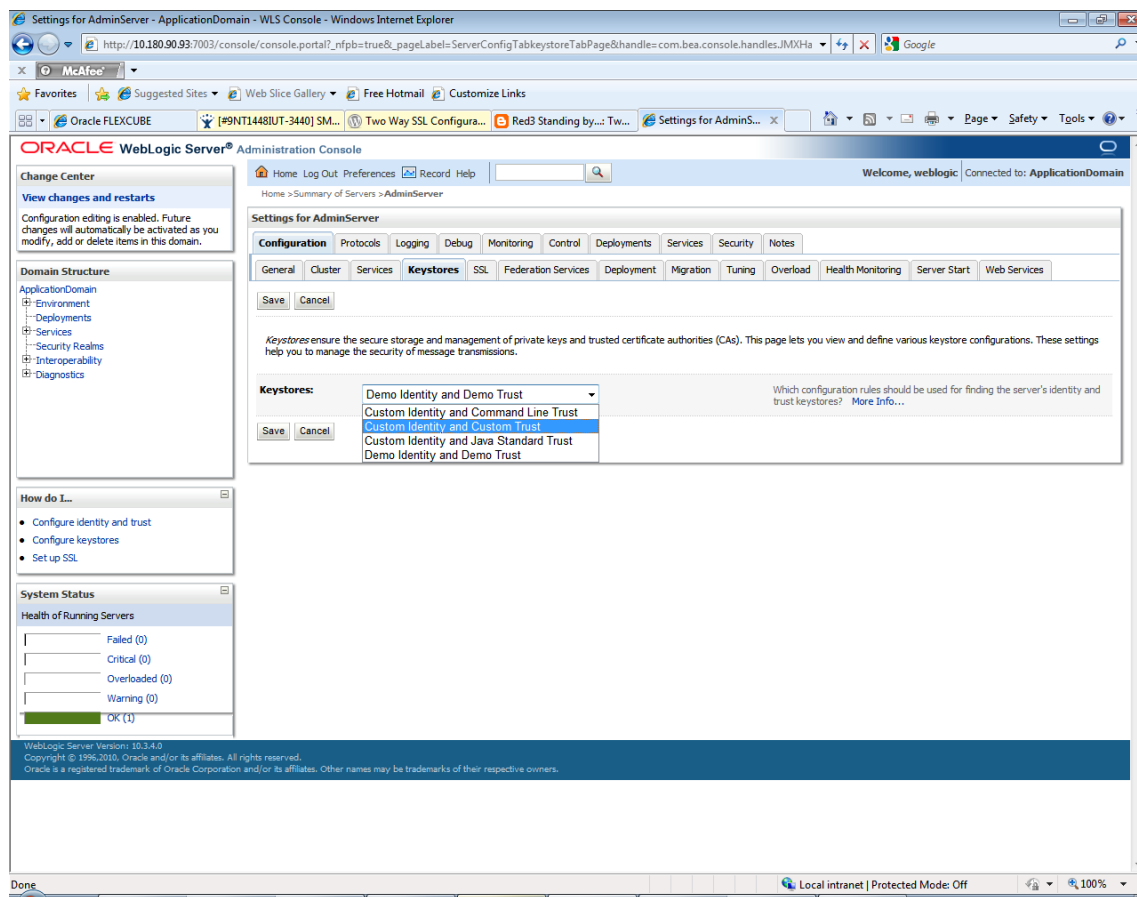 Settings for AdminServer - ApplicationDomain - WLS Console - Windows Internet Explorer
http://10.180.90.93:7003/console/console.portal?_nfpb=true&_pageLabel=ServerConfigTabkeystoreTabPage&handle=com.bea.console.handles.JMXHa
Google
X McAfee
Favorites Suggested Sites Web Slice Gallery Free Hotmail Customize Links
Oracle FLEXCUBE [#9NT1448IUT-3440] SM... Two Way SSL Configura... Red3 Standing by...: Tw... Settings for AdminS... X Page Safety Tools
ORACLE WebLogic Server® Administration Console
Change Center
View changes and restarts
Configuration editing is enabled. Future
changes will automatically be activated as you
modify, add or delete items in this domain.
Domain Structure
ApplicationDomain
Environment
Deployments
Services
Security Realms
Interoperability
Diagnostics
How do I...
Configure identity and trust
Configure keystores
Set up SSL
System Status
Health of Running Servers
Failed (0)
Critical (0)
Overloaded (0)
Warning (0)
OK (1)
Home Log Out Preferences Record Help
Welcome, weblogic Connected to: ApplicationDomain
Home >Summary of Servers >AdminServer
Settings for AdminServer
Configuration Protocols Logging Debug Monitoring Control Deployments Services Security Notes
General Cluster Services Keystores SSL Federation Services Deployment Migration Tuning Overload Health Monitoring Server Start Web Services
Save Cancel
Keystores ensure the secure storage and management of private keys and trusted certificate authorities (CAs). This page lets you view and define various keystore configurations. These settings
help you to manage the security of message transmissions.
Keystores:
Demo Identity and Demo Trust
Custom Identity and Command Line Trust
Custom Identity and Custom Trust
Custom Identity and Java Standard Trust
Demo Identity and Demo Trust
Which configuration rules should be used for finding the server's identity and
trust keystores? More Info...
Save Cancel
WebLogic Server Version: 10.3.4.0
Copyright © 1996,2010, Oracle and/or its affiliates. All rights reserved.
Oracle is a registered trademark of Oracle Corporation and/or its affiliates. Other names may be trademarks of their respective owners.
Done
Local intranet | Protected Mode: Off
100%